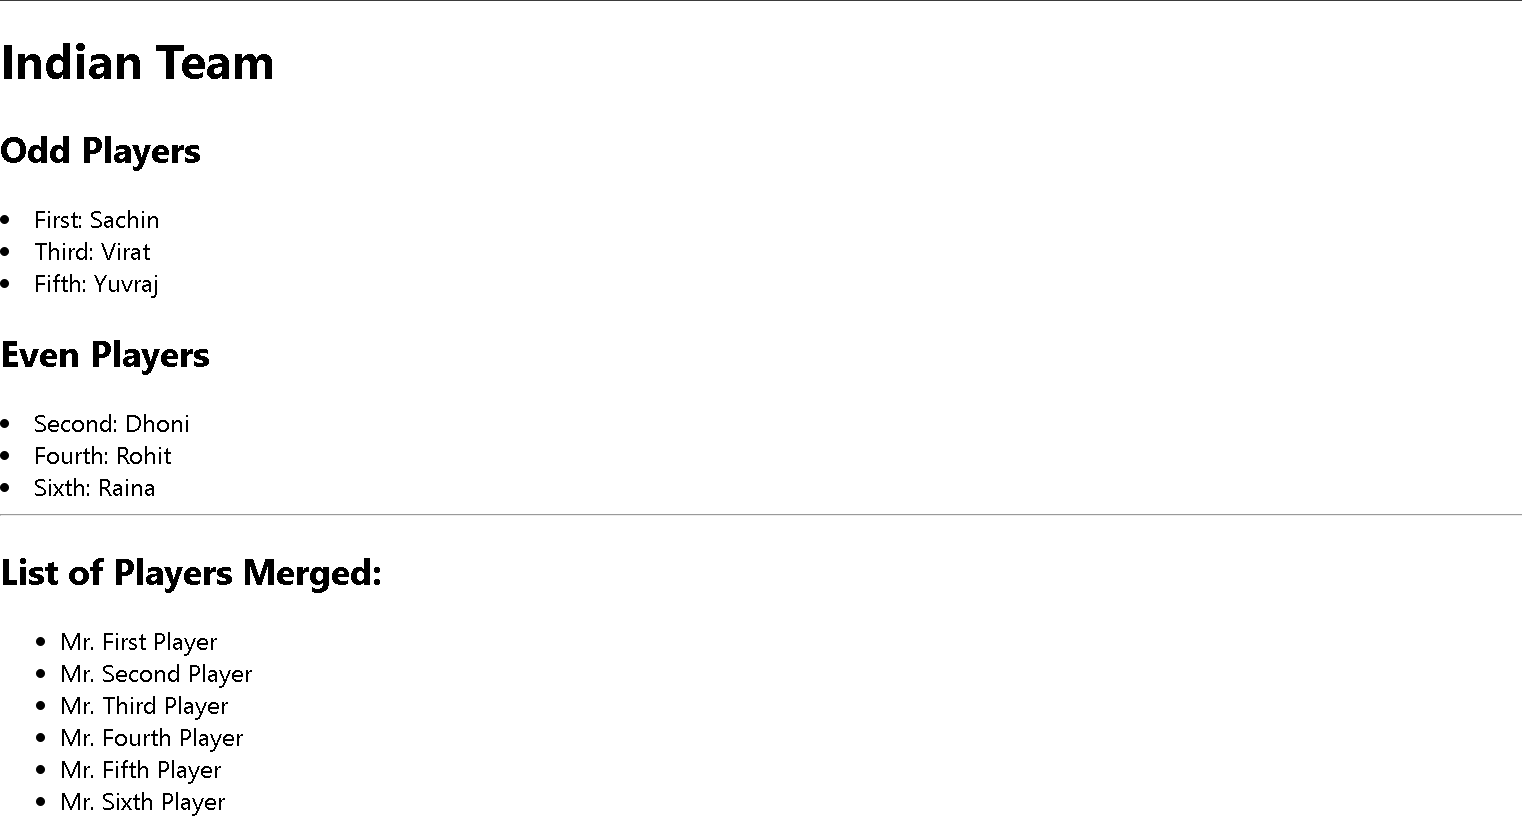 Indian Team
Odd Players
First: Sachin
Third: Virat
Fifth: Yuvraj
Even Players
Second: Dhoni
Fourth: Rohit
Sixth: Raina
List of Players Merged:
Mr. First Player
Mr. Second Player
Mr. Third Player
Mr. Fourth Player
Mr. Fifth Player
Mr. Sixth Player